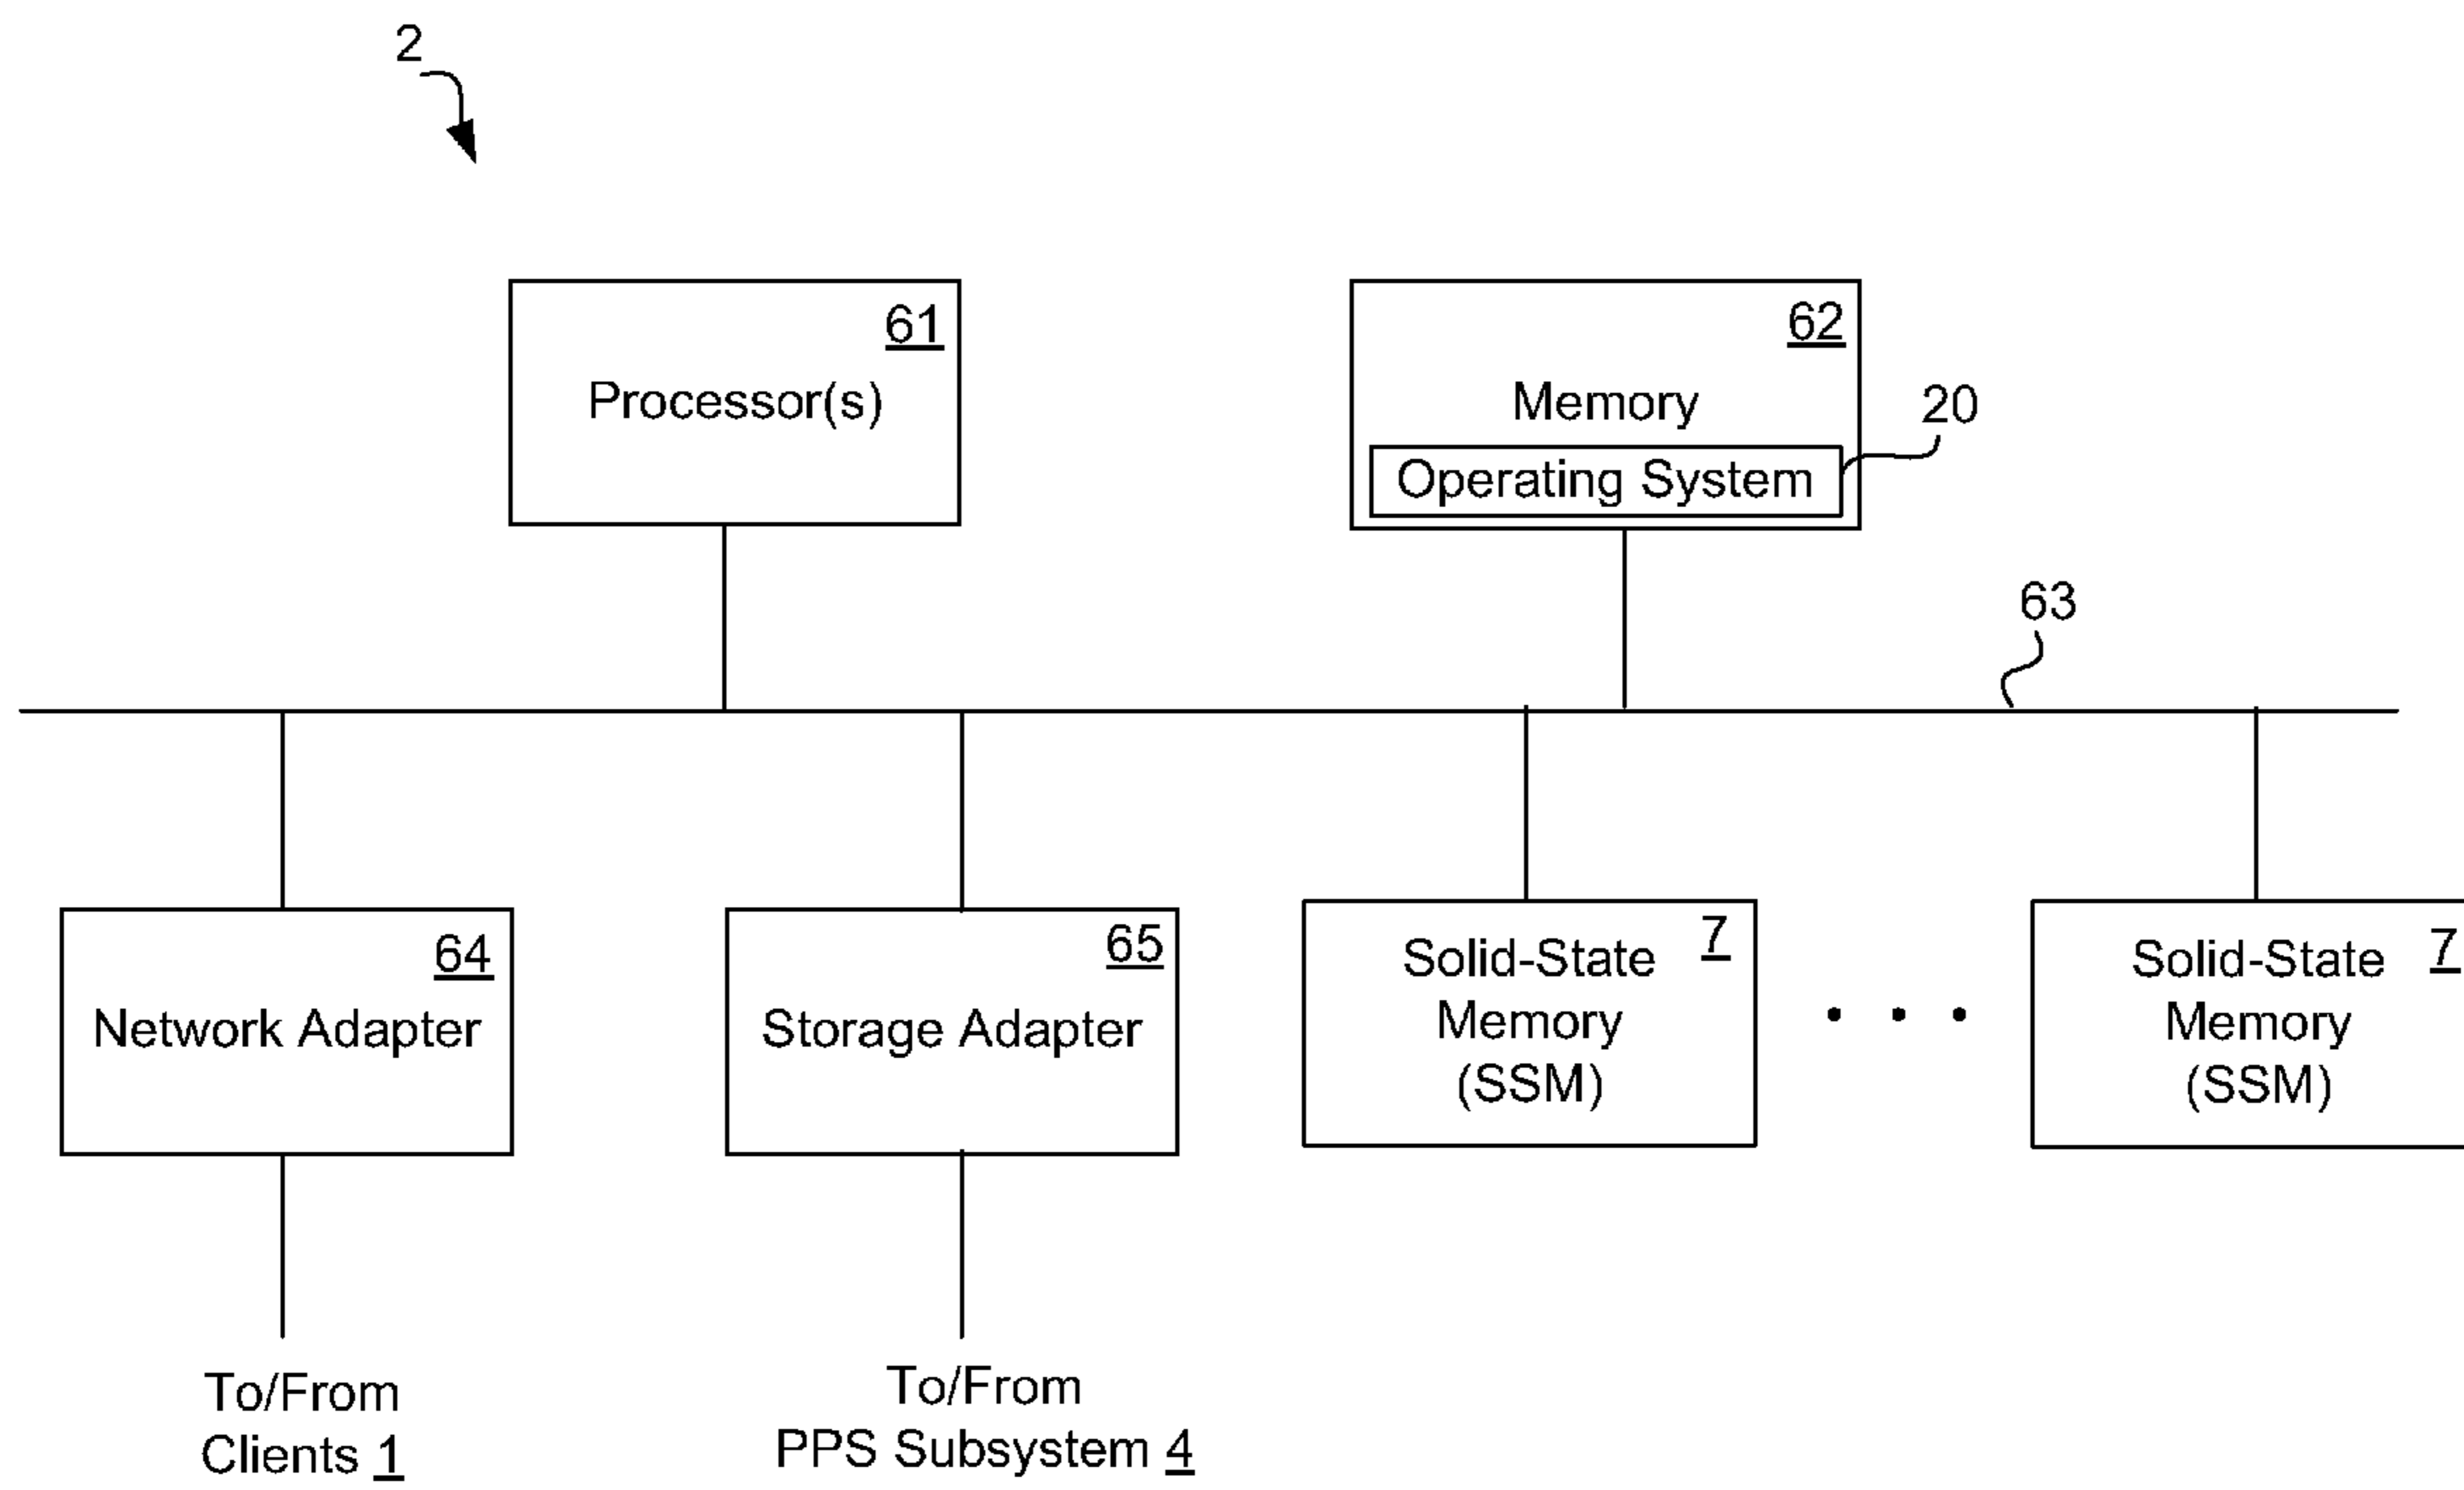 2
61
Processor(s)
62
Memory
Operating System
20
63
64
Network Adapter
65
Storage Adapter
7
Solid-State
Memory
(SSM)
7
Solid-State
Memory
(SSM)
To/From
Clients 1
To/From
PPS Subsystem 4